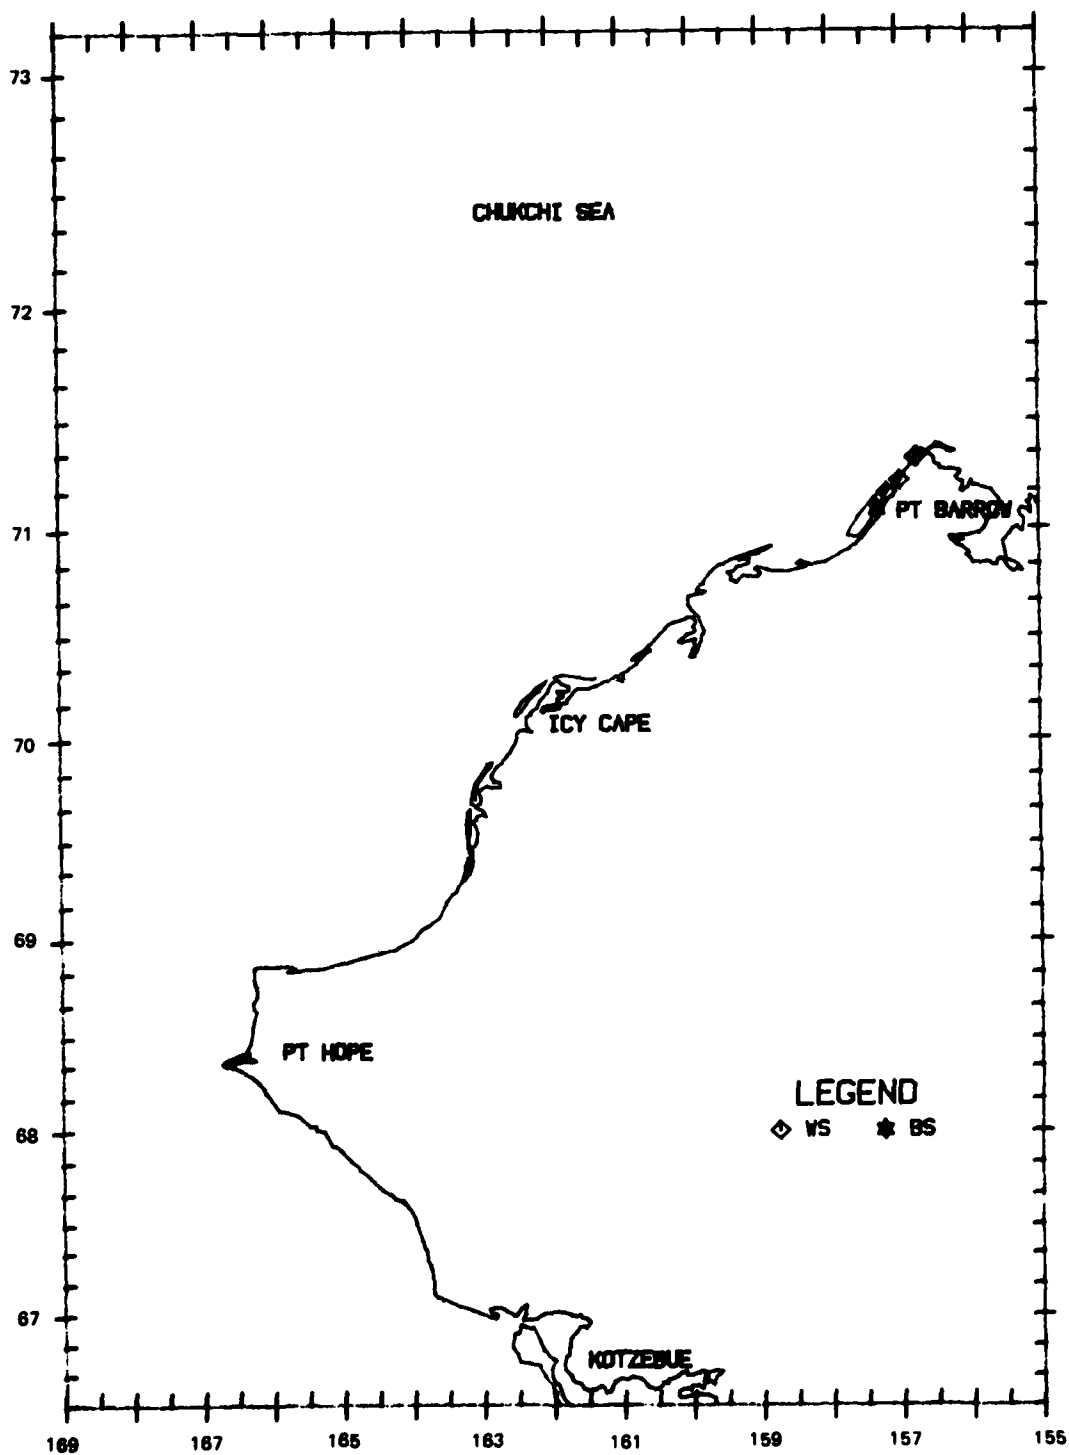 73
CHUKCHI SEA
72
PT BARROW
71
ICY CAPE
70
69
PT HOPE
LEGEND
WS BS
68
67
KOTZEBUE
169 167 165 163 161 159 157 155